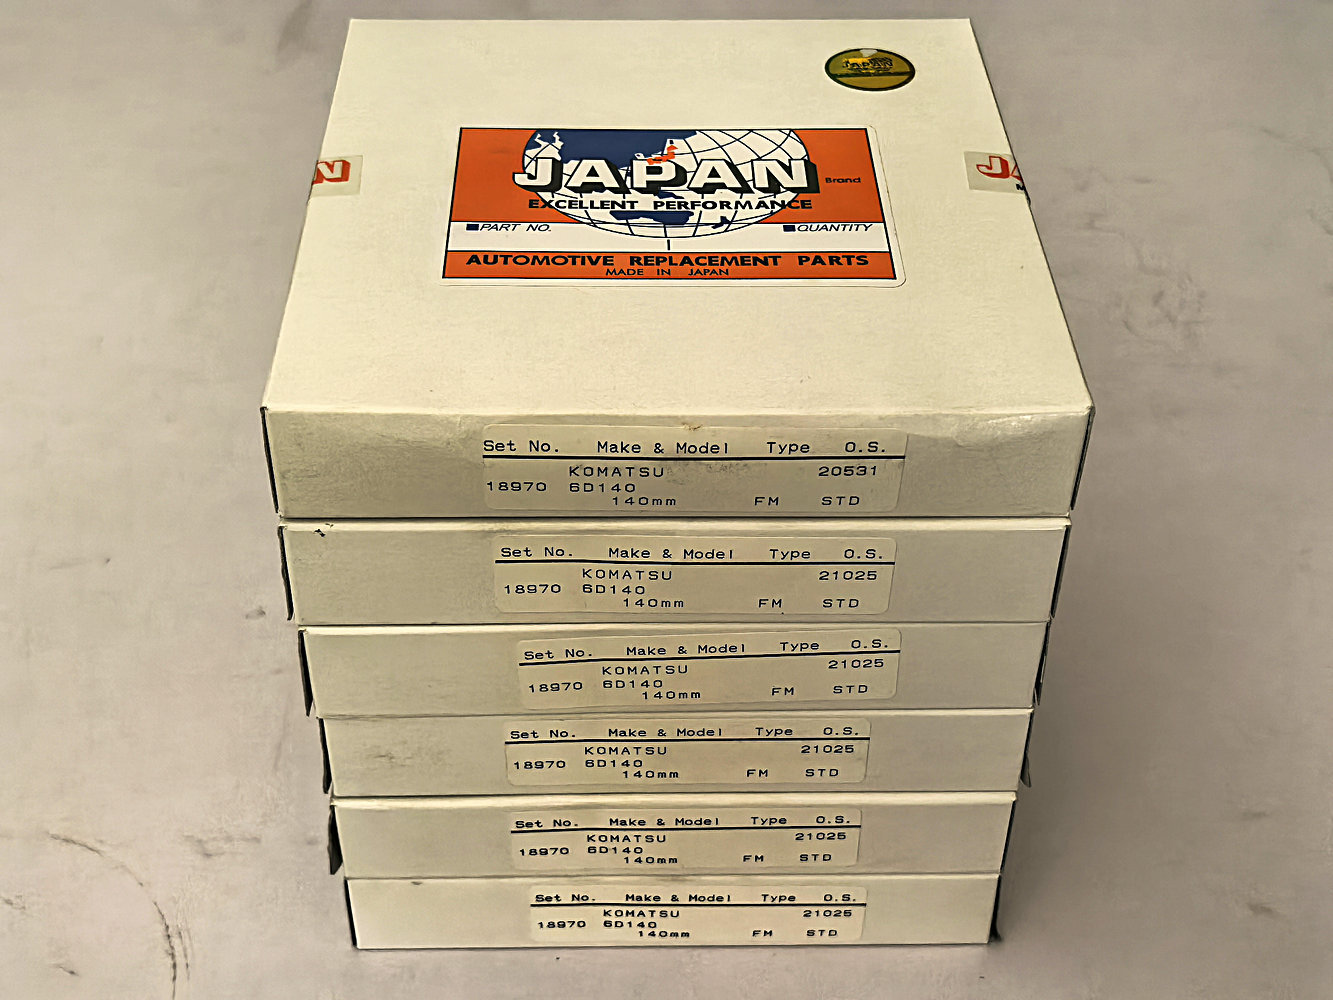 JAPAN
N
JA
JAPAN Brand
EXCELLENT PERFORMANCE
PART NO. QUANTITY
AUTOMOTIVE REPLACEMENT PARTS
MADE IN JAPAN
Set No. Make & Model Type O.S.
KOMATSU 20531
18970 6D140
140mm FM STD
Set No. Make & Model Type O.S.
KOMATSU 21025
18970 6D140
140mm FM STD
Set No. Make & Model Type O.S.
KOMATSU 21025
18970 6D140
140mm FM STD
Set No. Make & Model Type O.S.
KOMATSU 21025
18970 6D140
140mm FM STD
Set No. Make & Model Type O.S.
KOMATSU 21025
18970 6D140
140mm FM STD
Set No. Make & Model Type O.S.
KOMATSU 21025
18970 6D140
140mm FM STD